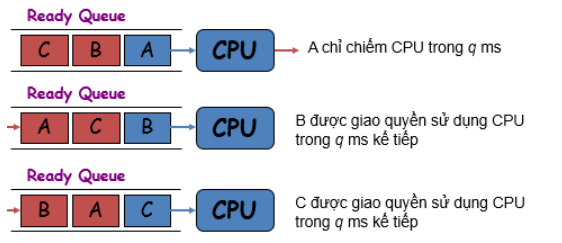 Ready Queue
C B A CPU A chỉ chiếm CPU trong q ms
Ready Queue
A C B CPU B được giao quyền sử dụng CPU
trong q ms kế tiếp
Ready Queue
B A C CPU C được giao quyền sử dụng CPU
trong q ms kế tiếp